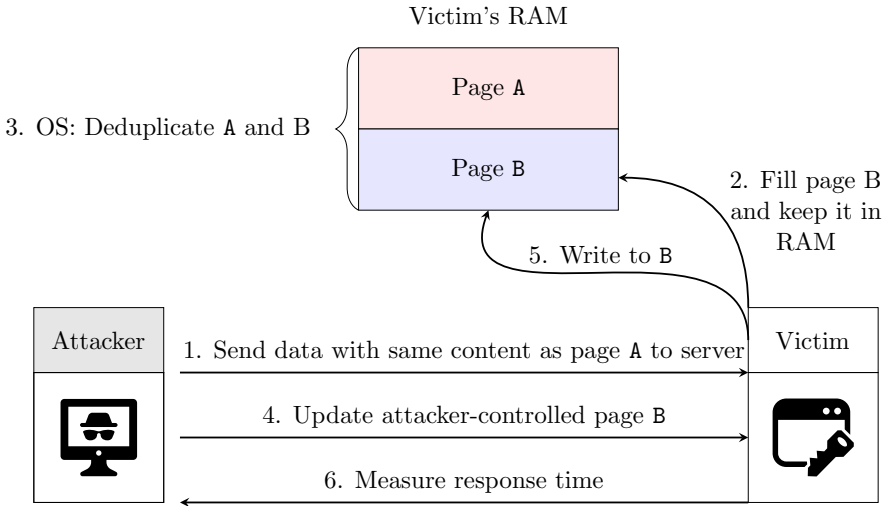 Victim's RAM
Page A
3. OS: Deduplicate A and B
Page B
2. Fill page B
and keep it in
RAM
5. Write to B
Attacker
1. Send data with same content as page A to server
Victim
4. Update attacker-controlled page B
6. Measure response time